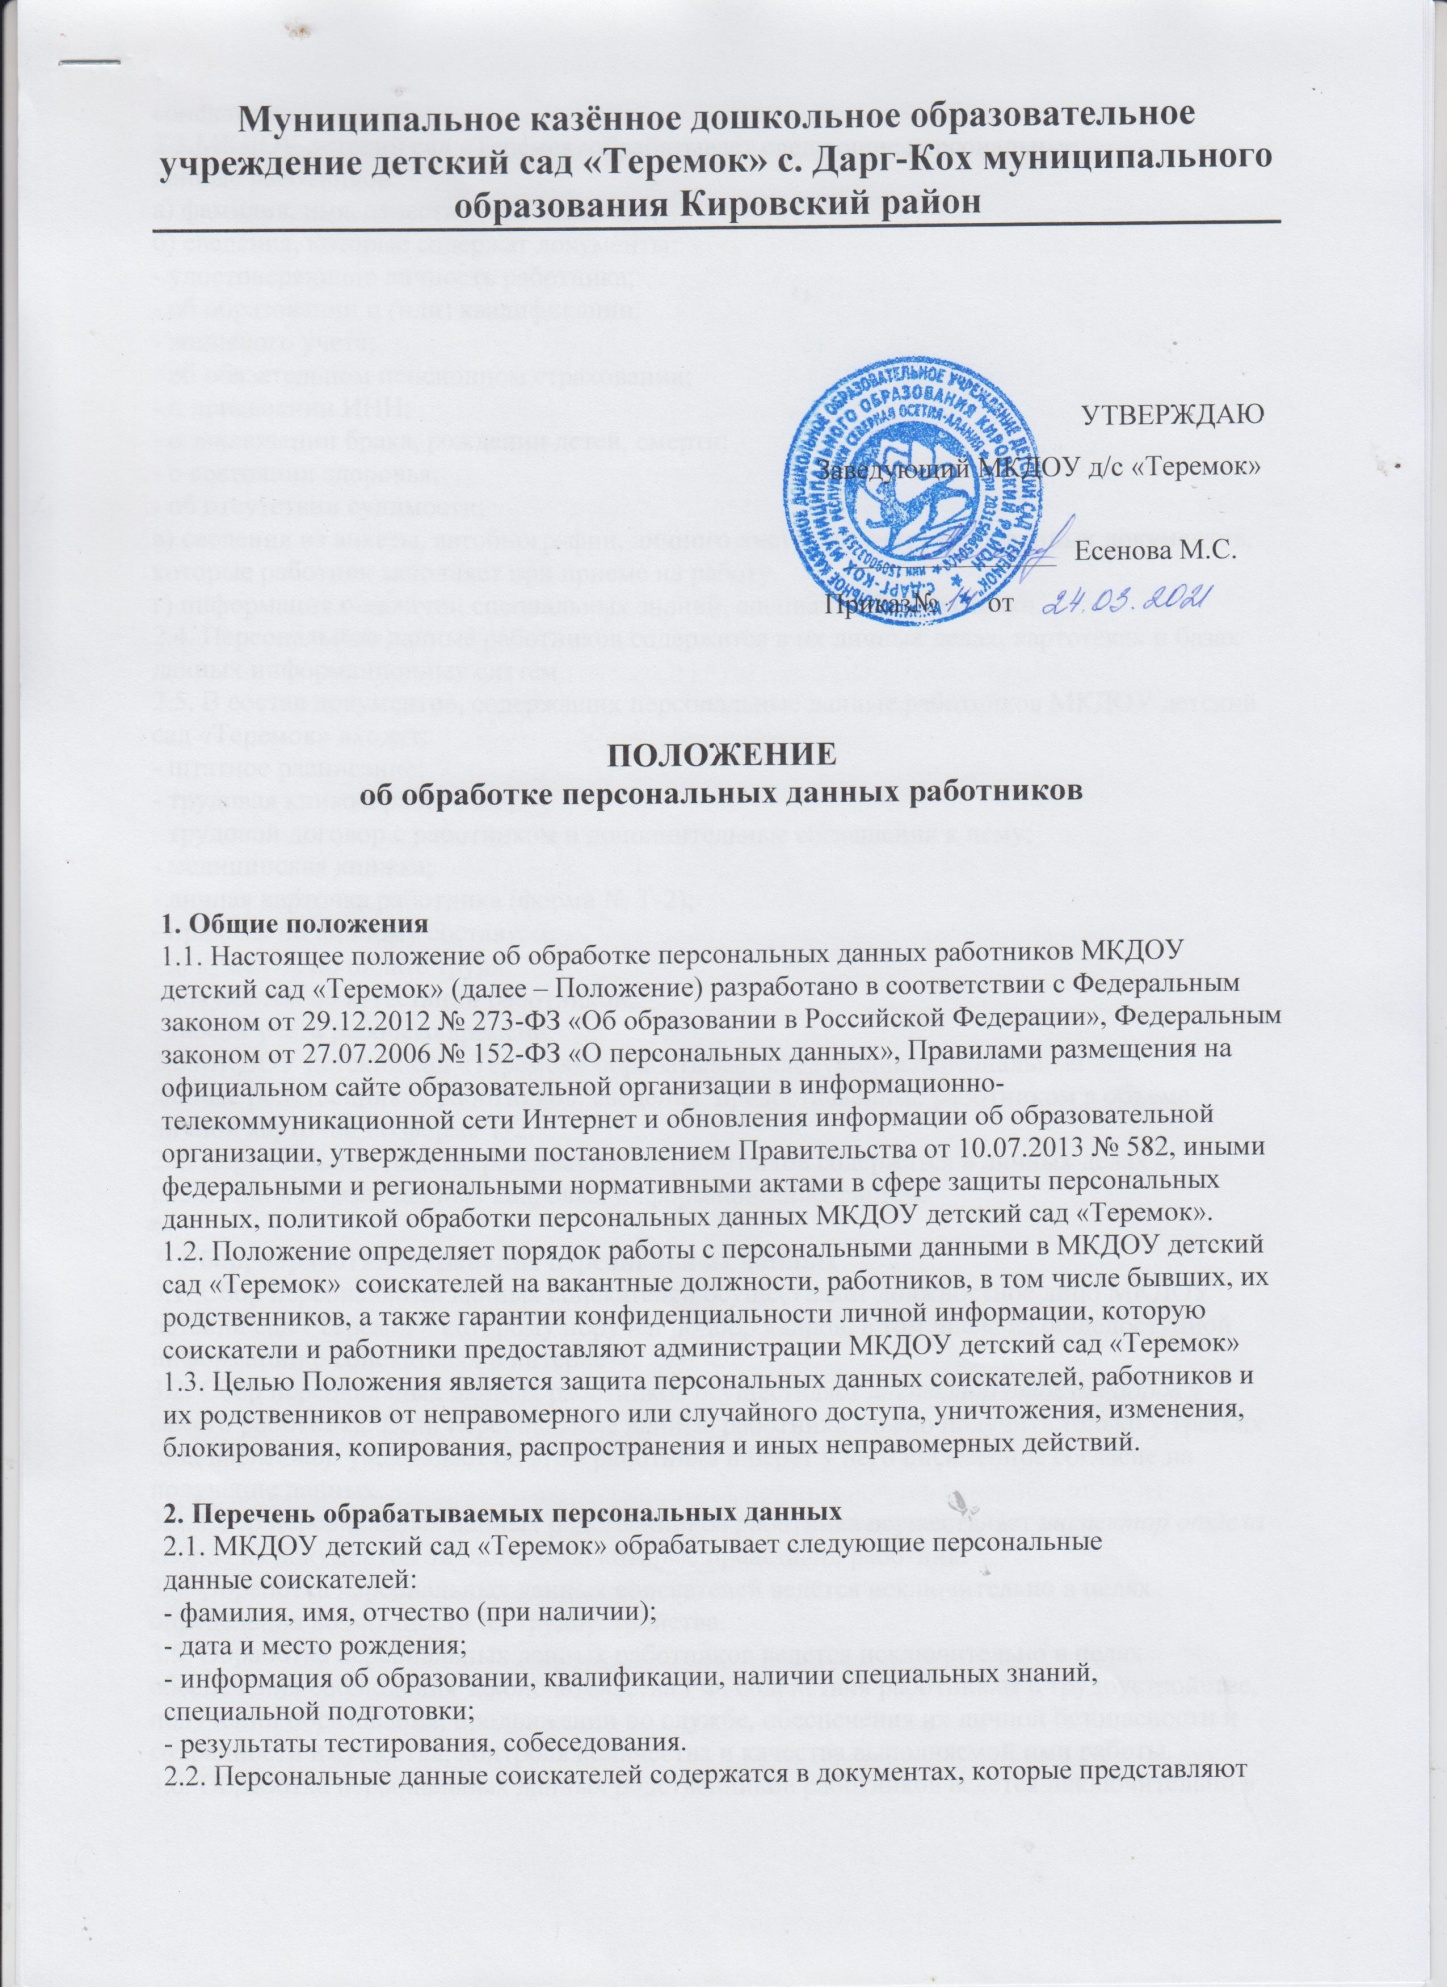 Муниципальное казённое дошкольное образовательное
учреждение детский сад «Теремок» с. Дарг-Кох муниципального
образования Кировский район
УТВЕРЖДАЮ
Заведующий МКДОУ д/с «Теремок»
Есенова М.С.
Приказ№ 14 от 24.03.2021
ПОЛОЖЕНИЕ
об обработке персональных данных работников
1. Общие положения
1.1. Настоящее положение об обработке персональных данных работников МКДОУ
детский сад «Теремок» (далее – Положение) разработано в соответствии с Федеральным
законом от 29.12.2012 № 273-ФЗ «Об образовании в Российской Федерации», Федеральным
законом от 27.07.2006 № 152-ФЗ «О персональных данных», Правилами размещения на
официальном сайте образовательной организации в информационно-
телекоммуникационной сети Интернет и обновления информации об образовательной
организации, утвержденными постановлением Правительства от 10.07.2013 № 582, иными
федеральными и региональными нормативными актами в сфере защиты персональных
данных, политикой обработки персональных данных МКДОУ детский сад «Теремок».
1.2. Положение определяет порядок работы с персональными данными в МКДОУ детский
сад «Теремок»  соискателей на вакантные должности, работников, в том числе бывших, их
родственников, а также гарантии конфиденциальности личной информации, которую
соискатели и работники предоставляют администрации МКДОУ детский сад «Теремок»
1.3. Целью Положения является защита персональных данных соискателей, работников и
их родственников от неправомерного или случайного доступа, уничтожения, изменения,
блокирования, копирования, распространения и иных неправомерных действий.
2. Перечень обрабатываемых персональных данных
2.1. МКДОУ детский сад «Теремок» обрабатывает следующие персональные
данные соискателей:
- фамилия, имя, отчество (при наличии);
- дата и место рождения;
- информация об образовании, квалификации, наличии специальных знаний,
специальной подготовки;
- результаты тестирования, собеседования.
2.2. Персональные данные соискателей содержатся в документах, которые представляют